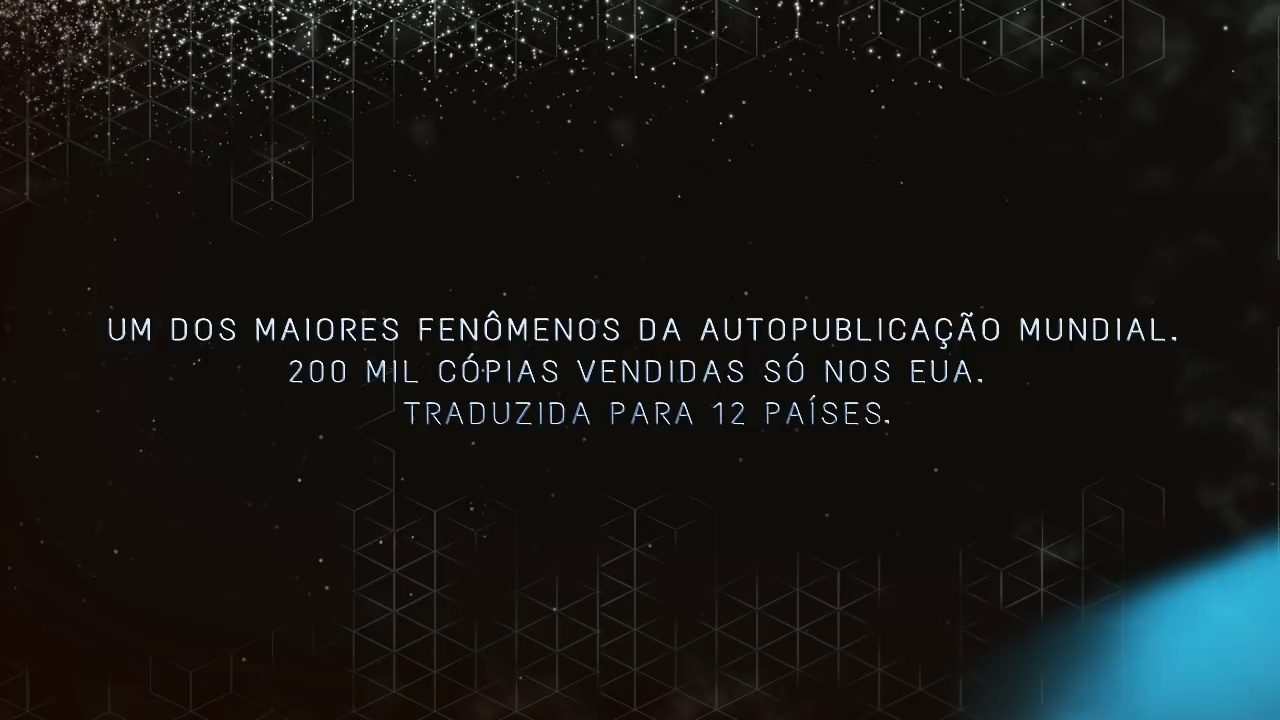 UM DOS MAIORES FENÔMENOS DA AUTOPUBLICAÇÃO MUNDIAL.
200 MIL CÓPIAS VENDIDAS SÓ NOS EUA.
TRADUZIDA PARA 12 PAÍSES.